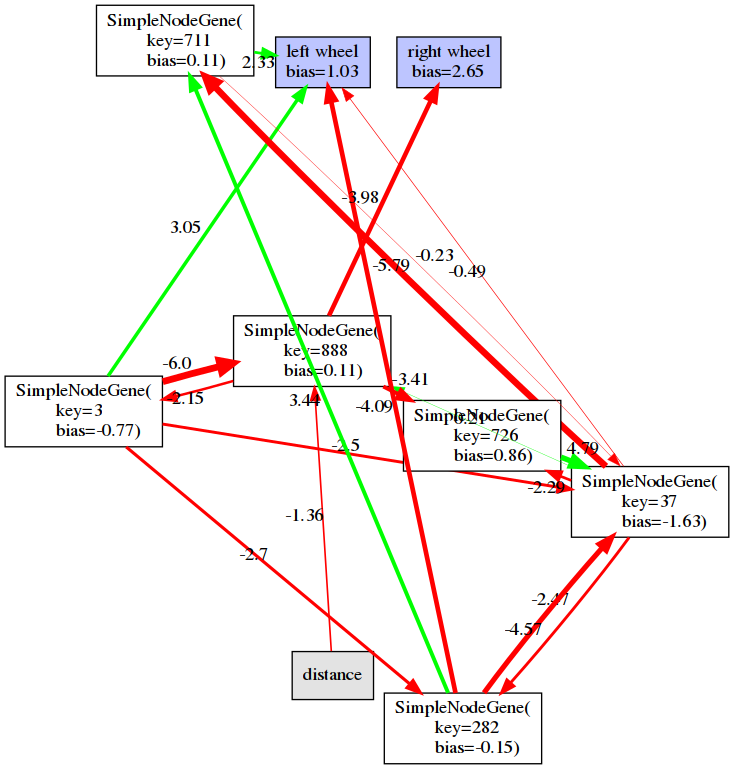 SimpleNodeGene(
key=711
bias=0.11)
2.33
left wheel
bias=1.03
right wheel
bias=2.65
-3.98
3.05
-0.23
-5.79
-0.49
SimpleNodeGene(
key=888
bias=0.11)
-6.0
-3.41
SimpleNodeGene(
key=3
bias=-0.77)
-2.15
3.44
-4.09
0.21
SimpleNodeGene(
key=726
bias=0.86)
-2.5
4.79
-2.29
SimpleNodeGene(
key=37
bias=-1.63)
-1.36
-2.7
-2.47
-4.57
distance
SimpleNodeGene(
key=282
bias=-0.15)